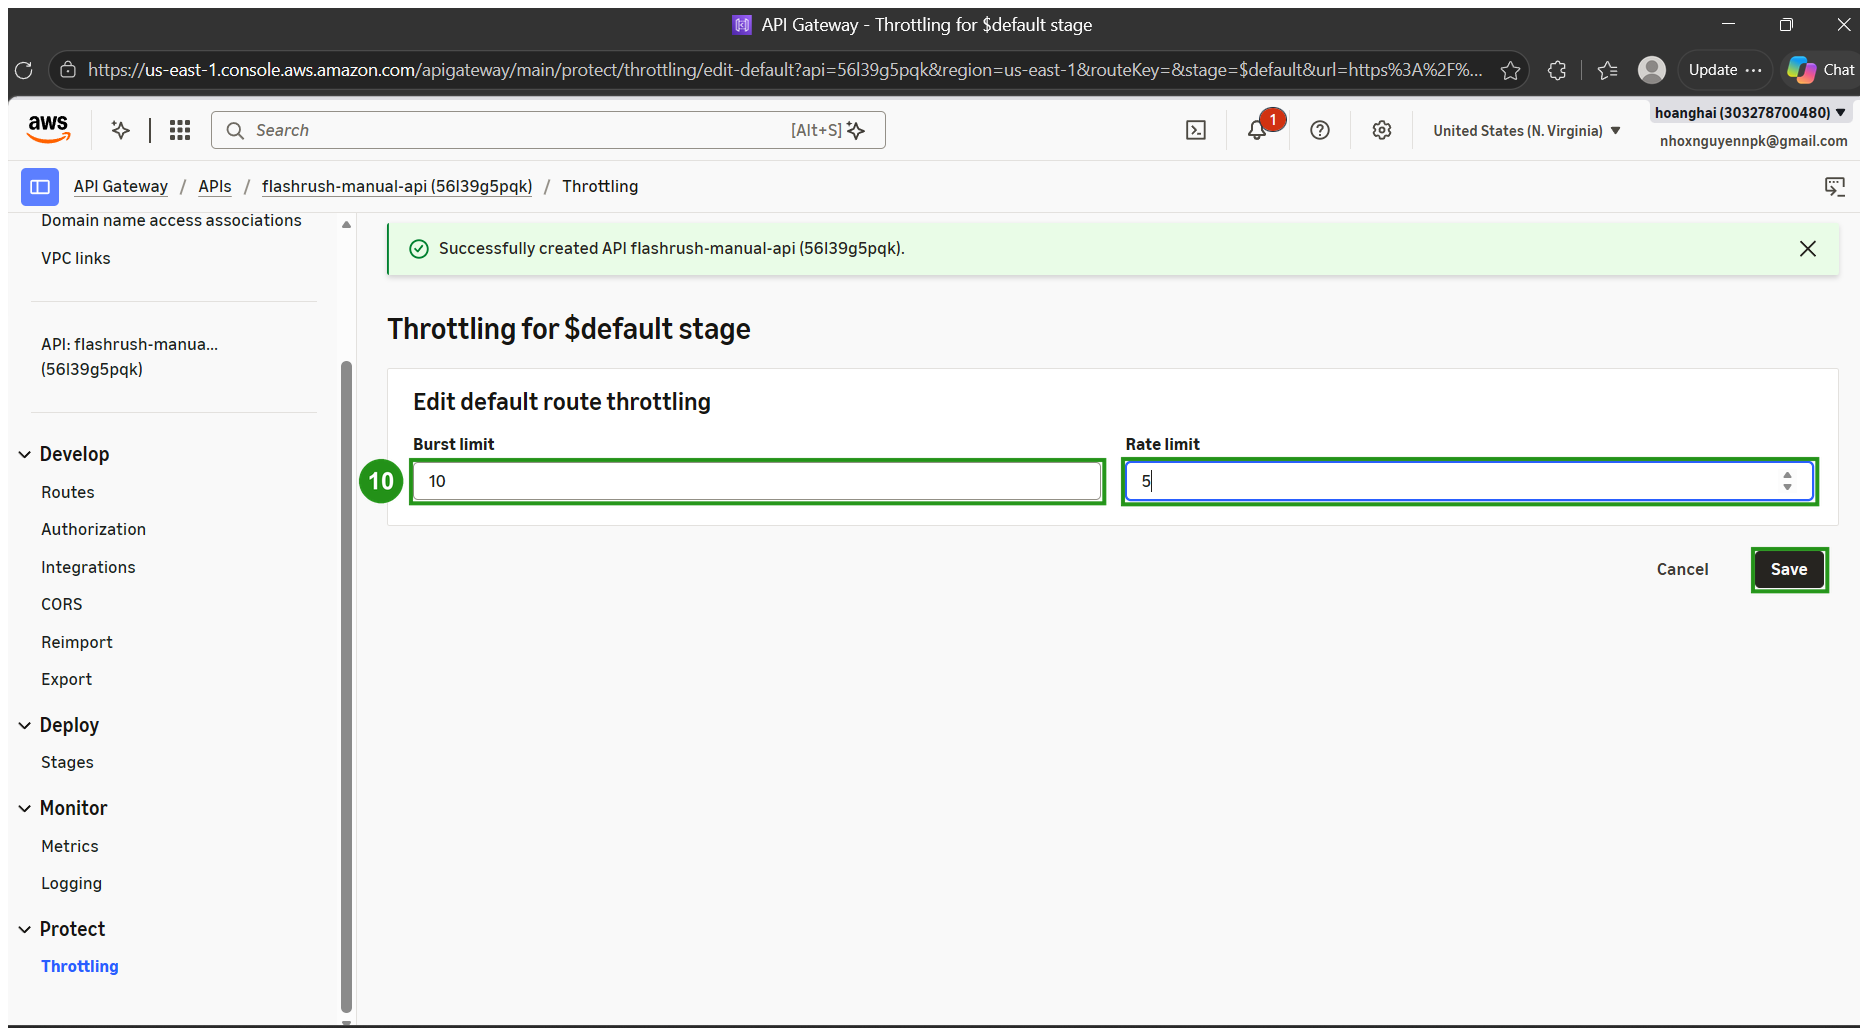 API Gateway - Throttling for $default stage
https://us-east-1.console.aws.amazon.com/apigateway/main/protect/throttling/edit-default?api=56l39g5pqk&region=us-east-1&routeKey=&stage=$default&url=https%3A%2F%...
Update
Chat
aws
Search
[Alt+S]
1
United States (N. Virginia)
hoanghai (303278700480)
nhoxnguyennpk@gmail.com
API Gateway / APIs / flashrush-manual-api (56l39g5pqk) / Throttling
Domain name access associations
VPC links
API: flashrush-manua...
(56l39g5pqk)
Develop
Routes
Authorization
Integrations
CORS
Reimport
Export
Deploy
Stages
Monitor
Metrics
Logging
Protect
Throttling
Successfully created API flashrush-manual-api (56l39g5pqk).
Throttling for $default stage
Edit default route throttling
Burst limit
Rate limit
10
10
5
Cancel
Save